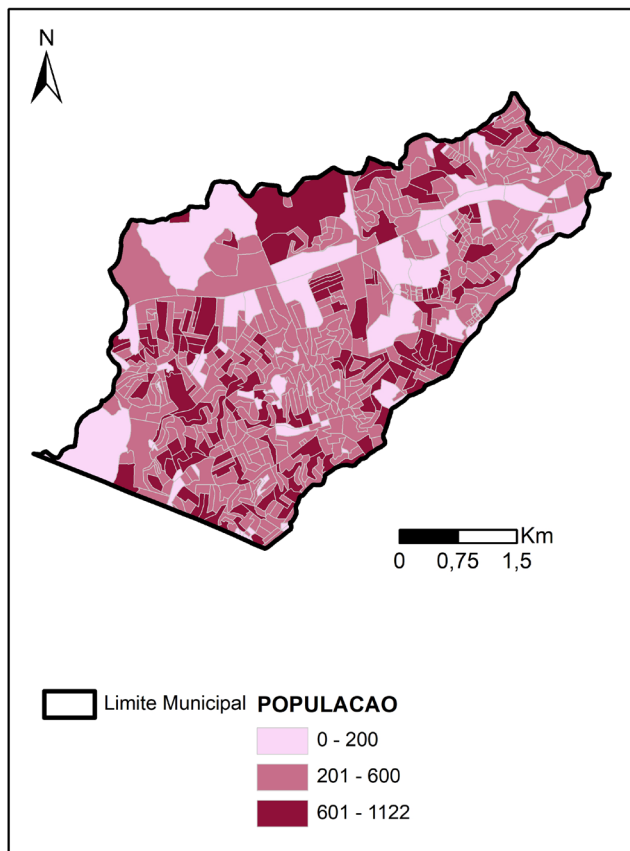 N
Km
0 0,75 1,5
Limite Municipal
POPULACAO
0 - 200
201 - 600
601 - 1122